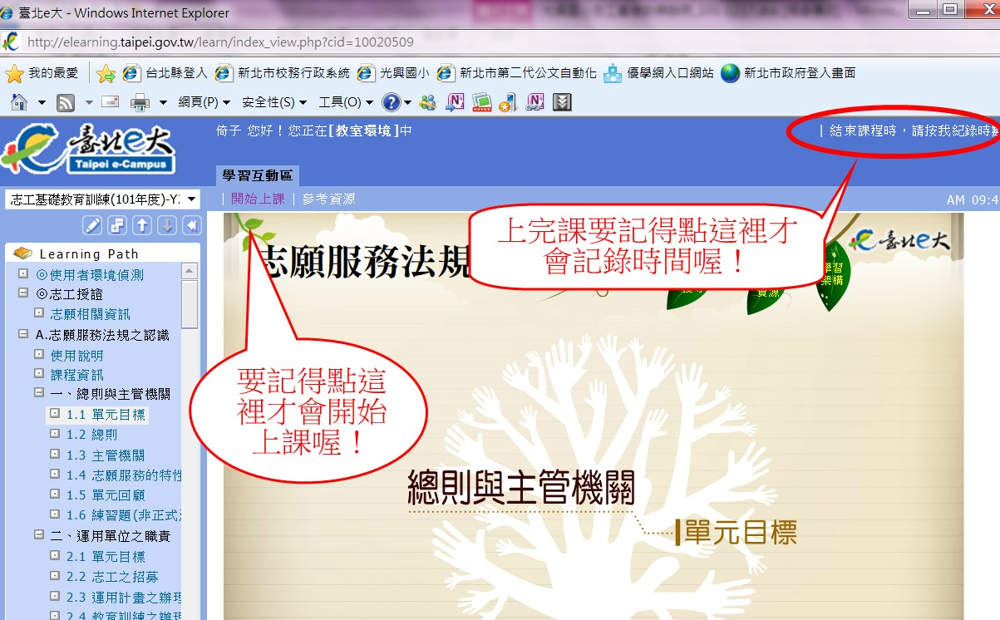 臺北e大 - Windows Internet Explorer
http://elearning.taipei.gov.tw/learn/index_view.php?cid=10020509
我的最愛 台北縣登入 新北市校務行政系統 光興國小 新北市第二代公文自動化 優學網入口網站 新北市政府登入畫面
網頁(P) 安全性(S) 工具(O)
臺北e大
Taipei e-Campus
倚子 您好！您正在[教室環境]中
| 結束課程時，請按我紀錄時數
學習互動區
志工基礎教育訓練(101年度)-Y:
| 開始上課 | 參考資源
AM 09:4
上完課要記得點這裡才
會記錄時間喔！
志願服務法規
臺北e大
學習
架構
資源
Learning Path
◎使用者環境偵測
◎志工授證
志願相關資訊
A.志願服務法規之認識
使用說明
課程資訊
一、總則與主管機關
1.1 單元目標
1.2 總則
1.3 主管機關
1.4 志願服務的特性
1.5 單元回顧
1.6 練習題(非正式
二、運用單位之職責
2.1 單元目標
2.2 志工之招募
2.3 運用計畫之辦理
2.4 教育訓練之辦理
要記得點這
裡才會開始
上課喔！
總則與主管機關
單元目標